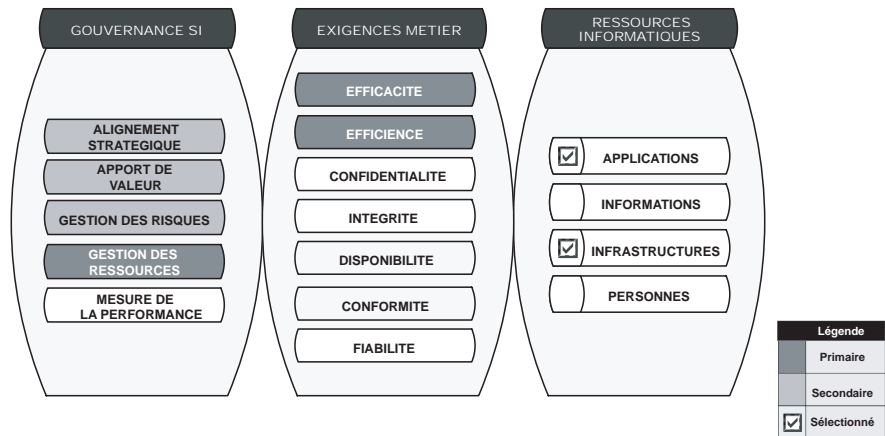 GOUVERNANCE SI
ALIGNEMENT
STRATEGIQUE
APPORT DE
VALEUR
GESTION DES RISQUES
GESTION DES
RESSOURCES
MESURE DE
LA PERFORMANCE
EXIGENCES METIER
EFFICACITE
EFFICIENCE
CONFIDENTIALITE
INTEGRITE
DISPONIBILITE
CONFORMITE
FIABILITE
RESSOURCES
INFORMATIQUES
APPLICATIONS
INFORMATIONS
INFRASTRUCTURES
PERSONNES
Légende
Primaire
Secondaire
Sélectionné